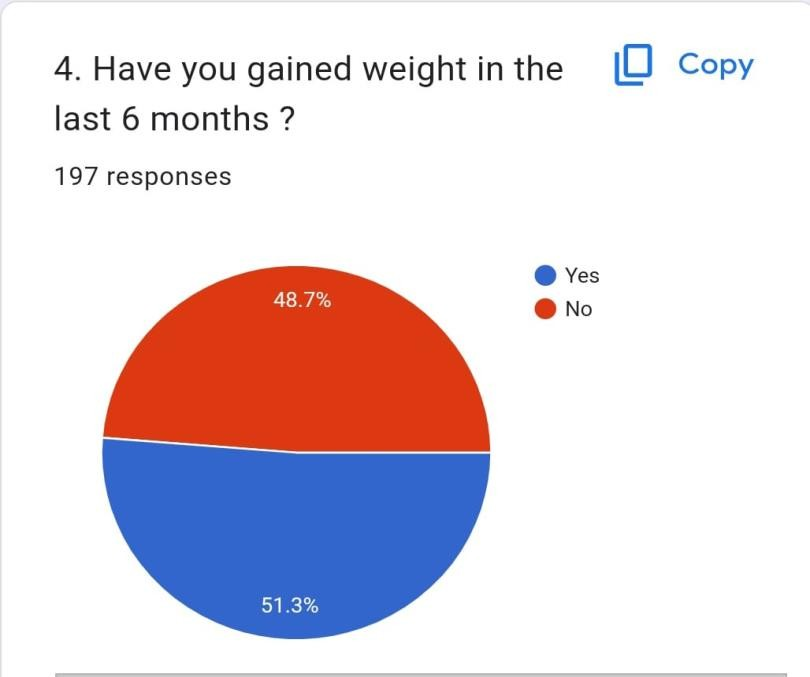 4. Have you gained weight in the
last 6 months ?
Copy
197 responses
48.7%
51.3%
Yes
No